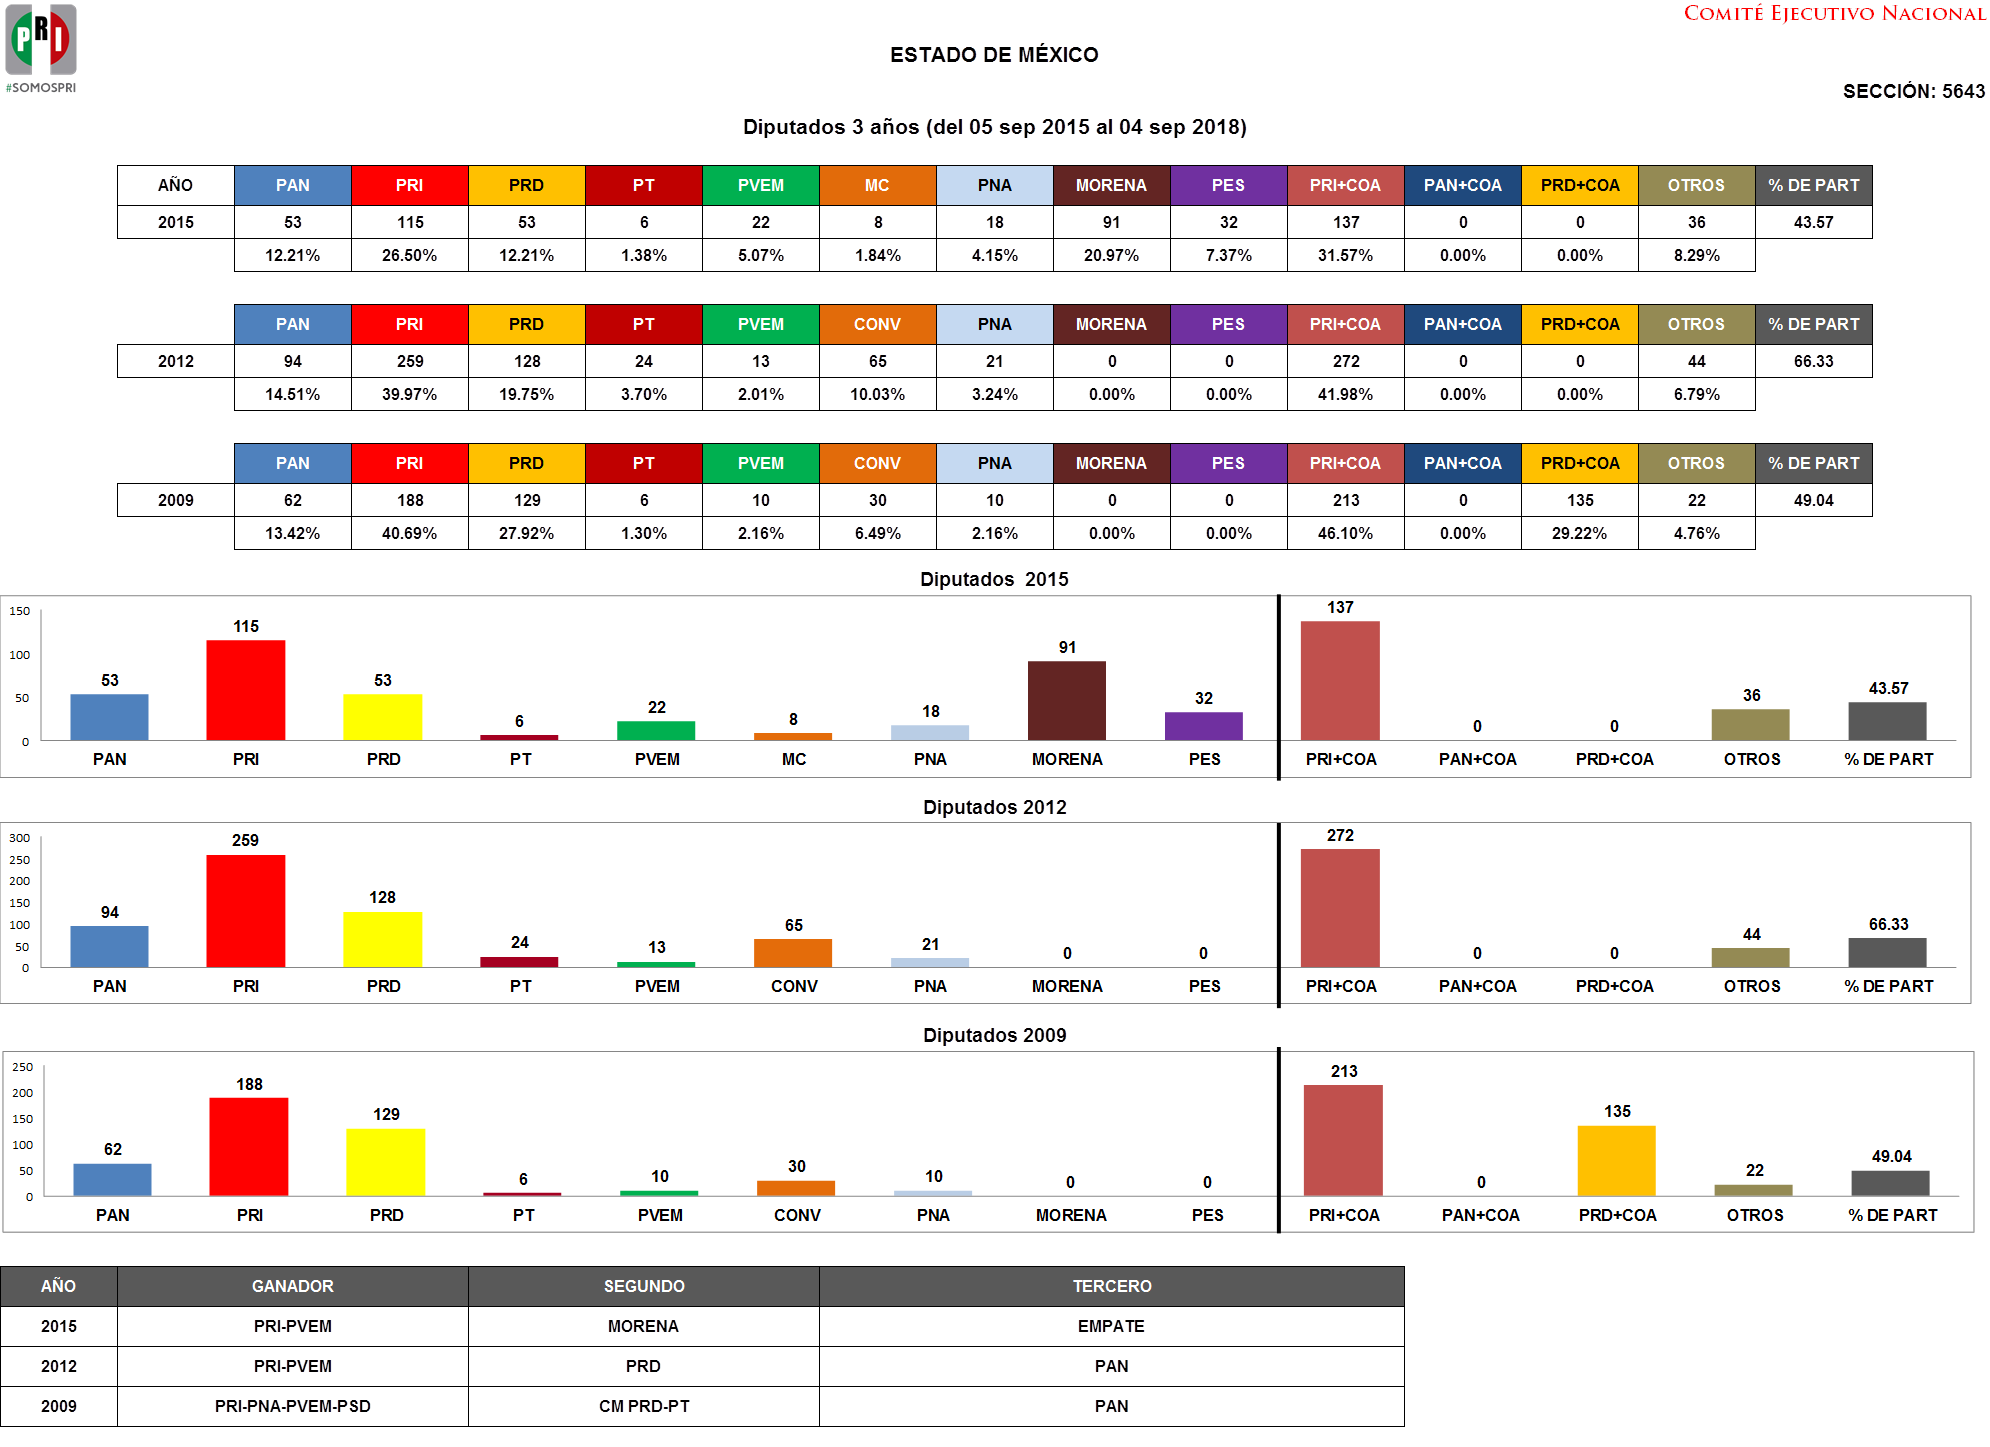 PRI
#SOMOSPRI
COMITÉ EJECUTIVO NACIONAL
ESTADO DE MÉXICO
SECCIÓN: 5643
Diputados 3 años (del 05 sep 2015 al 04 sep 2018)
AÑO PAN PRI PRD PT PVEM MC PNA MORENA PES PRI+COA PAN+COA PRD+COA OTROS % DE PART
2015 53 115 53 6 22 8 18 91 32 137 0 0 36 43.57
12.21% 26.50% 12.21% 1.38% 5.07% 1.84% 4.15% 20.97% 7.37% 31.57% 0.00% 0.00% 8.29%
PAN PRI PRD PT PVEM CONV PNA MORENA PES PRI+COA PAN+COA PRD+COA OTROS % DE PART
2012 94 259 128 24 13 65 21 0 0 272 0 0 44 66.33
14.51% 39.97% 19.75% 3.70% 2.01% 10.03% 3.24% 0.00% 0.00% 41.98% 0.00% 0.00% 6.79%
PAN PRI PRD PT PVEM CONV PNA MORENA PES PRI+COA PAN+COA PRD+COA OTROS % DE PART
2009 62 188 129 6 10 30 10 0 0 213 0 135 22 49.04
13.42% 40.69% 27.92% 1.30% 2.16% 6.49% 2.16% 0.00% 0.00% 46.10% 0.00% 29.22% 4.76%
Diputados 2015
150
100
50
0
53 115 53 6 22 8 18 91 32 137 0 0 36 43.57
PAN PRI PRD PT PVEM MC PNA MORENA PES PRI+COA PAN+COA PRD+COA OTROS % DE PART
Diputados 2012
300
250
200
150
100
50
0
94 259 128 24 13 65 21 0 0 272 0 0 44 66.33
PAN PRI PRD PT PVEM CONV PNA MORENA PES PRI+COA PAN+COA PRD+COA OTROS % DE PART
Diputados 2009
250
200
150
100
50
0
62 188 129 6 10 30 10 0 0 213 0 135 22 49.04
PAN PRI PRD PT PVEM CONV PNA MORENA PES PRI+COA PAN+COA PRD+COA OTROS % DE PART
AÑO GANADOR SEGUNDO TERCERO
2015 PRI-PVEM MORENA EMPATE
2012 PRI-PVEM PRD PAN
2009 PRI-PNA-PVEM-PSD CM PRD-PT PAN